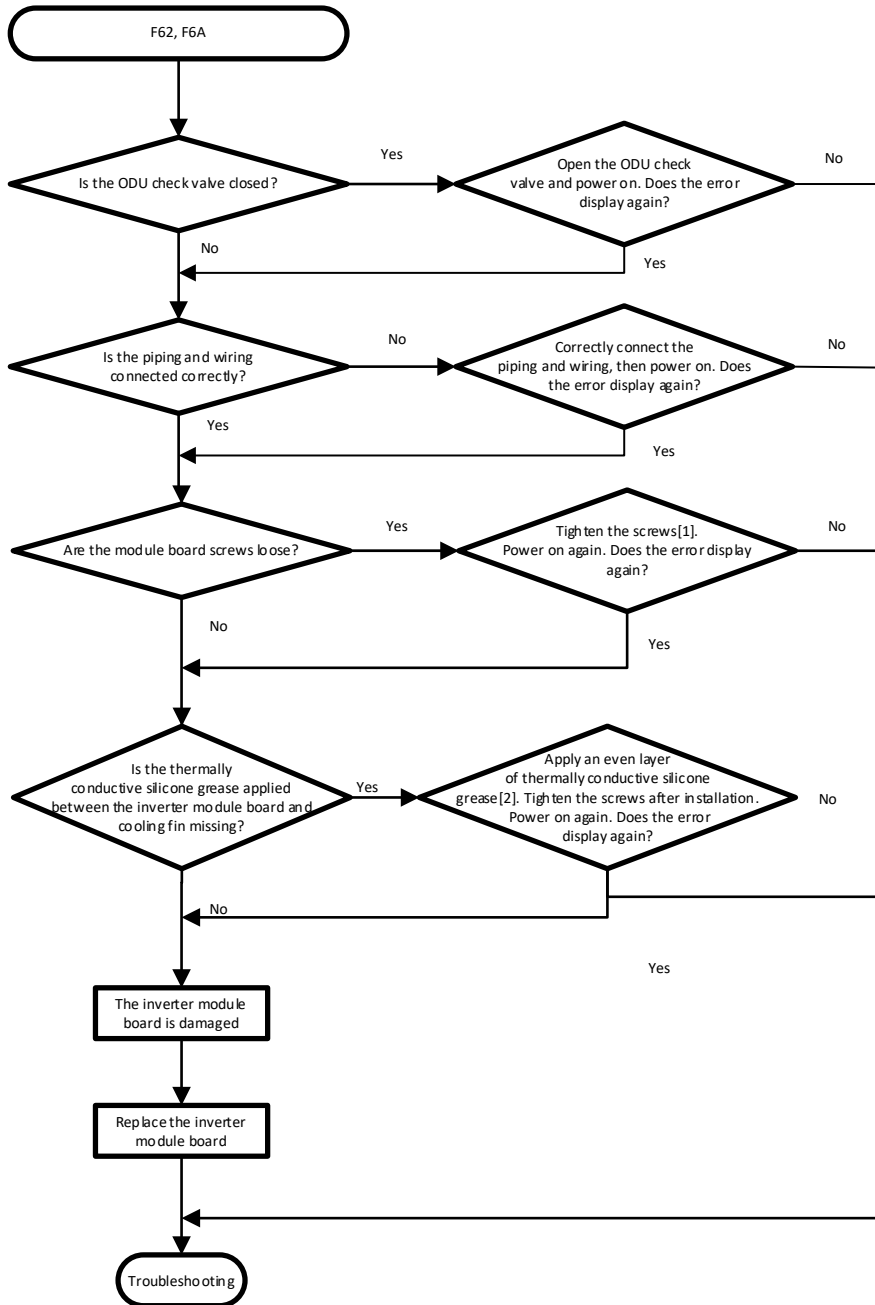 F62, F6A
Is the ODU check valve closed?
Yes
Open the ODU check
valve and power on. Does the error
display again?
No
No
Yes
Is the piping and wiring
connected correctly?
No
Correctly connect the
piping and wiring, then power on. Does
the error display again?
No
Yes
Yes
Are the module board screws loose?
Yes
Tighten the screws[1].
Power on again. Does the error display
again?
No
No
Yes
Is the thermally
conductive silicone grease applied
between the inverter module board and
cooling fin missing?
Yes
Apply an even layer
of thermally conductive silicone
grease[2]. Tighten the screws after installation.
Power on again. Does the error
display again?
No
No
Yes
The inverter module
board is damaged
Replace the inverter
module board
Troubleshooting